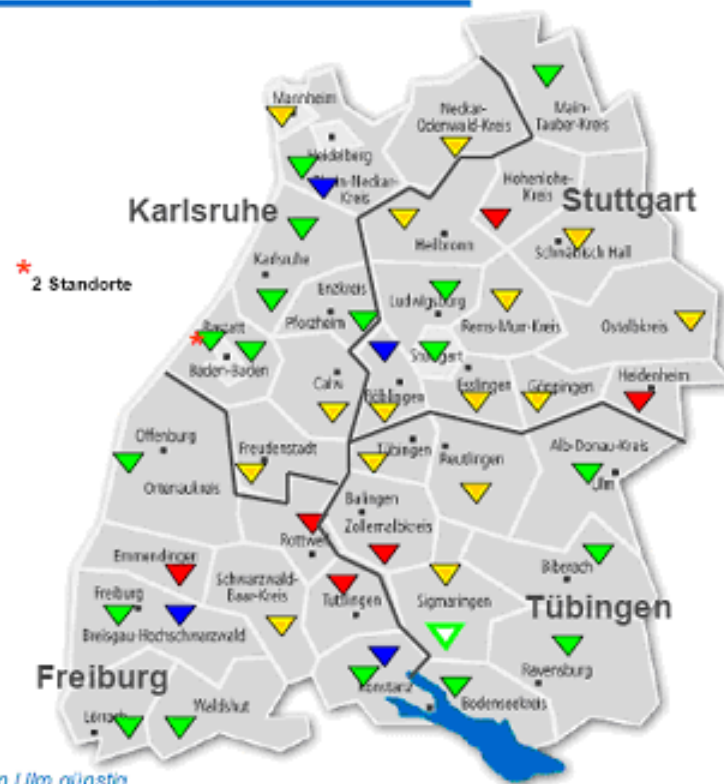 Mannheim
Neckar-
Odenwald-Kreis
Main-
Tauber-Kreis
Heidelberg
Rhein-Neckar-
Kreis
Hohenlohe-
Kreis
Karlsruhe
Stuttgart
Heilbronn
Schwäbisch Hall
Karlsruhe
* 2 Standorte
Enzkreis
Ludwigsburg
Pforzheim
Rems-Murr-Kreis
Ostalbkreis
* Rastatt
Stuttgart
Baden-Baden
Calw
Böblingen
Esslingen
Göppingen
Heidenheim
Offenburg
Freudenstadt
Tübingen
Reutlingen
Alb-Donau-Kreis
Ulm
Ortenaukreis
Balingen
Zollernalbkreis
Rottweil
Emmendingen
Biberach
Schwarzwald-
Baar-Kreis
Freiburg
Tuttlingen
Sigmaringen
Tübingen
Breisgau-Hochschwarzwald
Freiburg
Ravensburg
Konstanz
Bodenseekreis
Waldshut
Lörrach
Ulm günstig